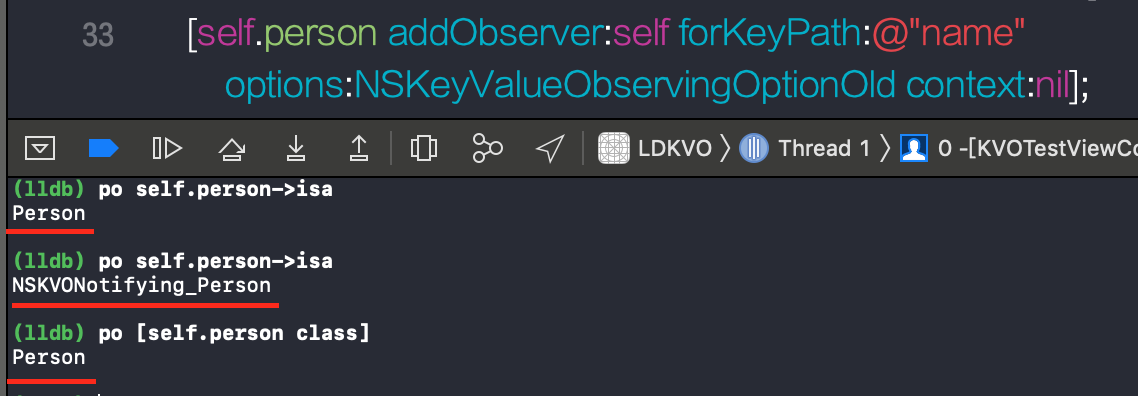 33 [self.person addObserver:self forKeyPath:@"name"
options:NSKeyValueObservingOptionOld context:nil];
LDKVO 〉 Thread 1 〉 0 -[KVOTestViewCo
(lldb) po self.person->isa
Person
(lldb) po self.person->isa
NSKVONotifying_Person
(lldb) po [self.person class]
Person